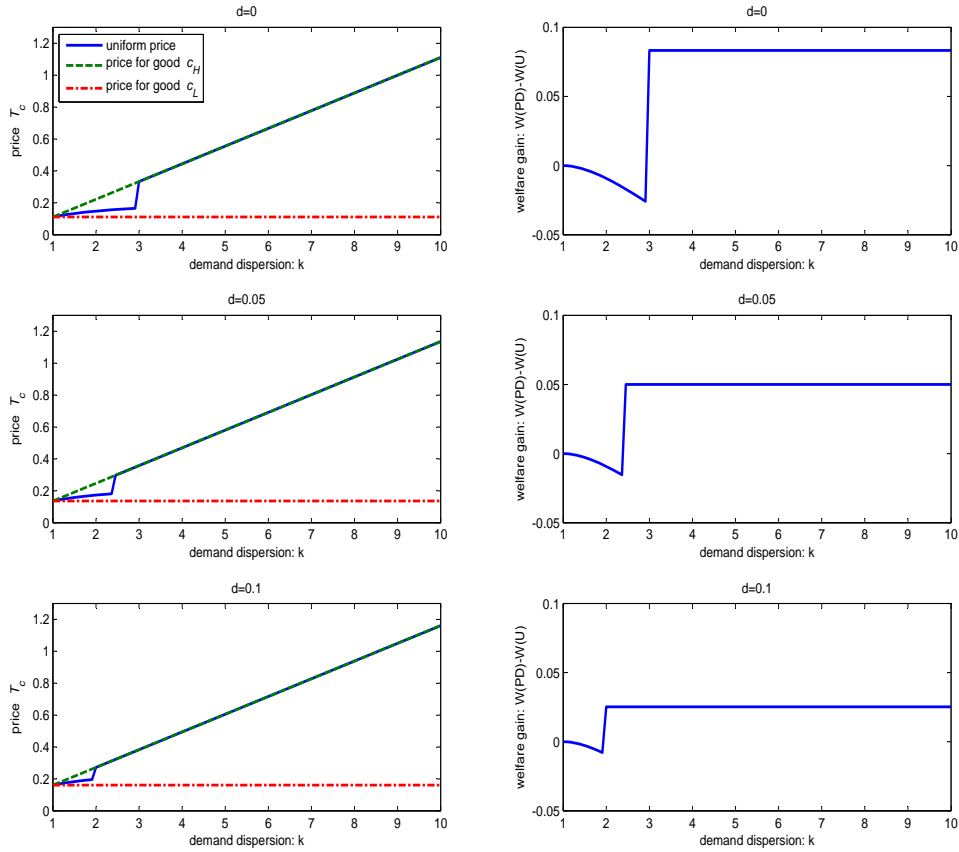 d=0
1.2
1
0.8
0.6
0.4
0.2
0
price T_c
uniform price
price for good c_H
price for good c_L
1 2 3 4 5 6 7 8 9 10
demand dispersion: k
d=0
0.1
0.05
0
-0.05
welfare gain: W(PD)-W(U)
1 2 3 4 5 6 7 8 9 10
demand dispersion: k
d=0.05
1.2
1
0.8
0.6
0.4
0.2
0
price T_c
1 2 3 4 5 6 7 8 9 10
demand dispersion: k
d=0.05
0.1
0.05
0
-0.05
welfare gain: W(PD)-W(U)
1 2 3 4 5 6 7 8 9 10
demand dispersion: k
d=0.1
1.2
1
0.8
0.6
0.4
0.2
0
price T_c
1 2 3 4 5 6 7 8 9 10
demand dispersion: k
d=0.1
0.1
0.05
0
-0.05
welfare gain: W(PD)-W(U)
1 2 3 4 5 6 7 8 9 10
demand dispersion: k